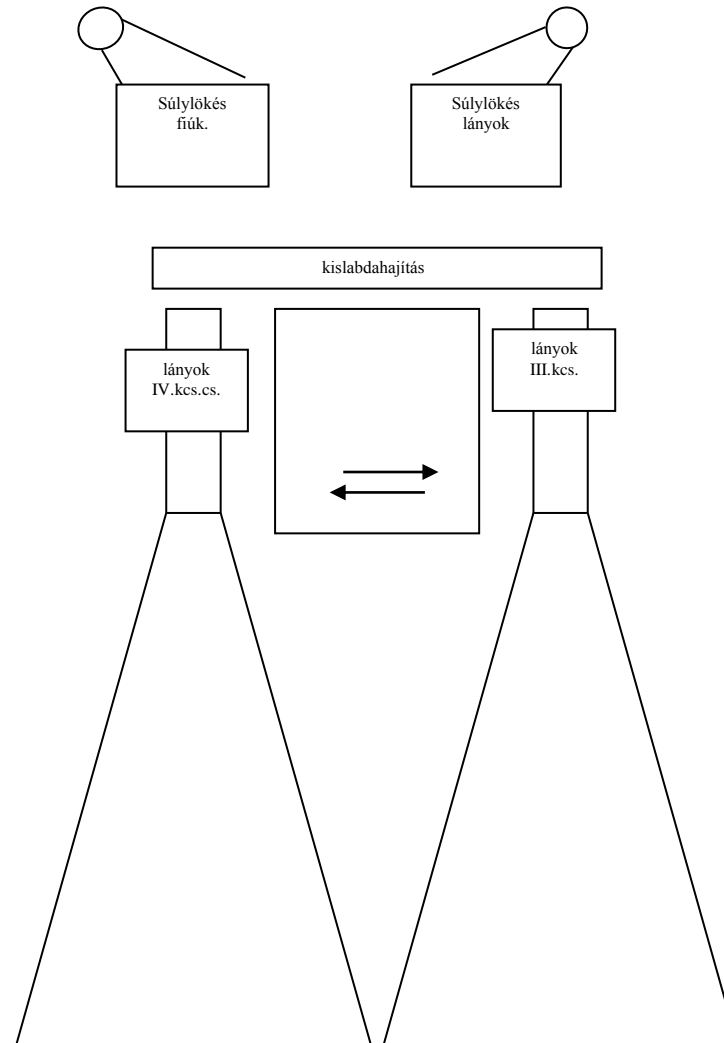 Súlylökés
fiúk.
Súlylökés
lányok
kislabdahajítás
lányok
IV.kcs.cs.
lányok
III.kcs.